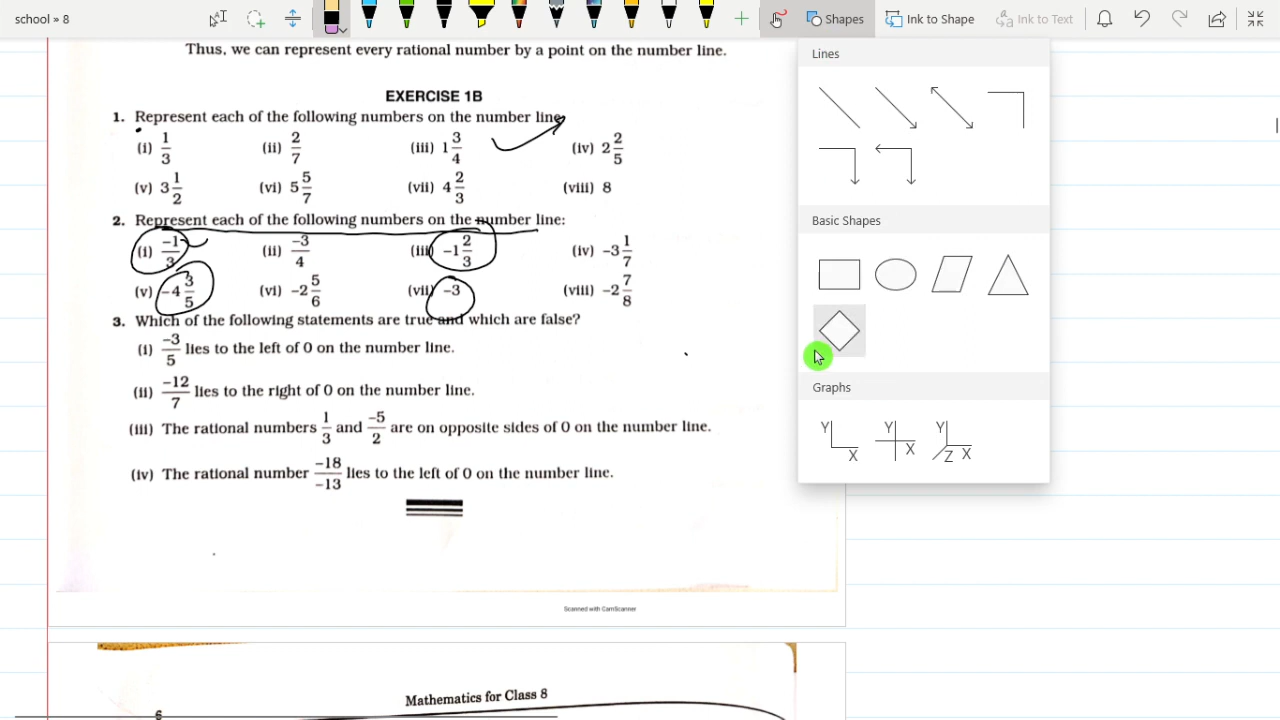 school » 8
Shapes
Ink to Shape
Ink to Text
Thus, we can represent every rational number by a point on the number line.
Lines
EXERCISE 1B
1. Represent each of the following numbers on the number line:
(i) 1/3 (ii) 2/7 (iii) 1 3/4 (iv) 2 2/5
(v) 3 1/2 (vi) 5 5/7 (vii) 4 2/3 (viii) 8
2. Represent each of the following numbers on the number line:
(i) -1/3 (ii) -3/4 (iii) -1 2/3 (iv) -3 1/7
(v) -4 3/5 (vi) -2 5/6 (vii) -3 (viii) -2 7/8
3. Which of the following statements are true and which are false?
(i) -3/5 lies to the left of 0 on the number line.
(ii) -12/7 lies to the right of 0 on the number line.
(iii) The rational numbers 1/3 and -5/2 are on opposite sides of 0 on the number line.
(iv) The rational number -18/-13 lies to the left of 0 on the number line.
Basic Shapes
Graphs
Y X Y X Y Z X
Scanned with CamScanner
Mathematics for Class 8
6